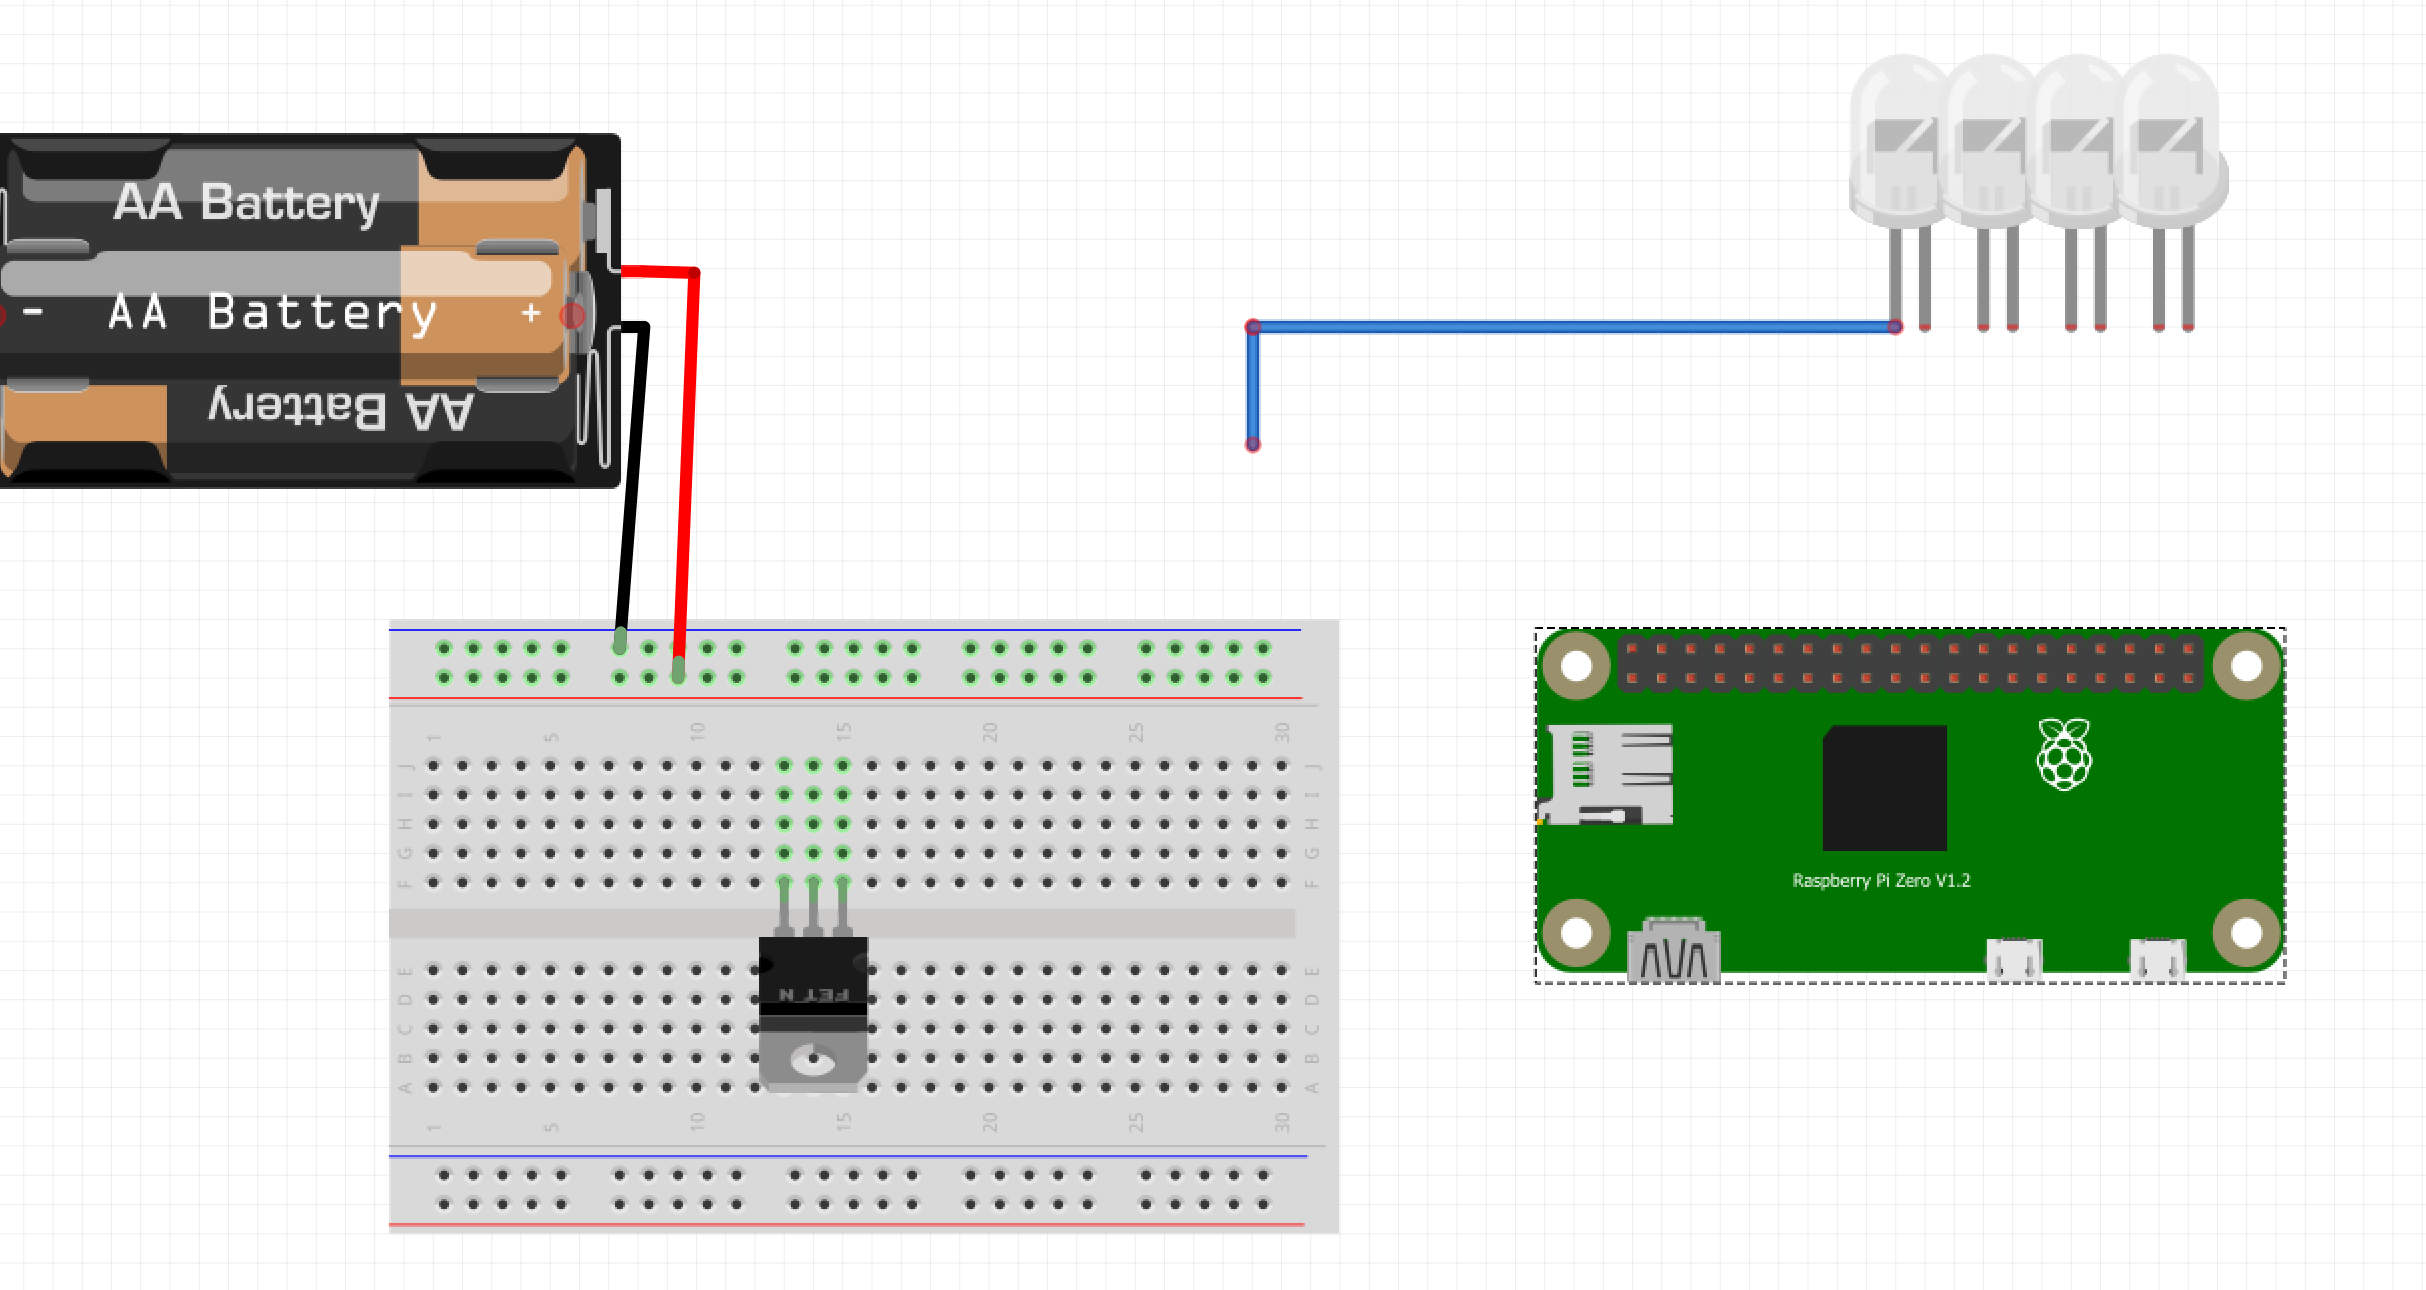 AA Battery
- AA Battery +
AA Battery
1 5 10 15 20 25 30
J J
I I
H H
G G
F F
E E
FET N
D D
C C
B B
A A
1 5 10 15 20 25 30
Raspberry Pi Zero V1.2